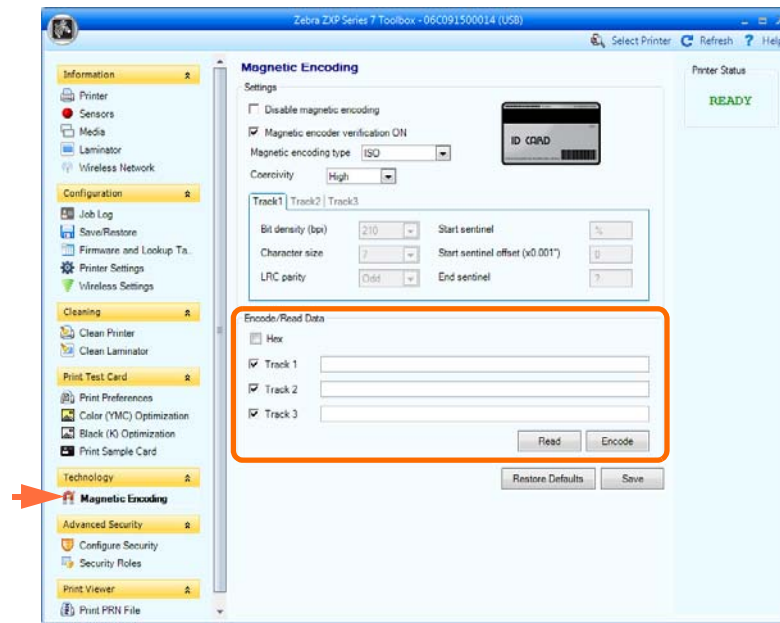 Zebra ZXP Series 7 Toolbox - 06C091500014 (USB)
Select Printer Refresh ? Help
Information
Printer
Sensors
Media
Laminator
Wireless Network
Configuration
Job Log
Save/Restore
Firmware and Lookup Ta..
Printer Settings
Wireless Settings
Cleaning
Clean Printer
Clean Laminator
Print Test Card
Print Preferences
Color (YMC) Optimization
Black (K) Optimization
Print Sample Card
Technology
Magnetic Encoding
Advanced Security
Configure Security
Security Roles
Print Viewer
Print PRN File
Magnetic Encoding
Settings
Disable magnetic encoding
Magnetic encoder verification ON
Magnetic encoding type ISO
Coercivity High
ID CARD
Track1 Track2 Track3
Bit density (bpi) 210 Start sentinel %
Character size 7 Start sentinel offset (x0.001") 0
LRC parity Odd End sentinel ?
Encode/Read Data
Hex
Track 1
Track 2
Track 3
Read Encode
Restore Defaults Save
Printer Status
READY